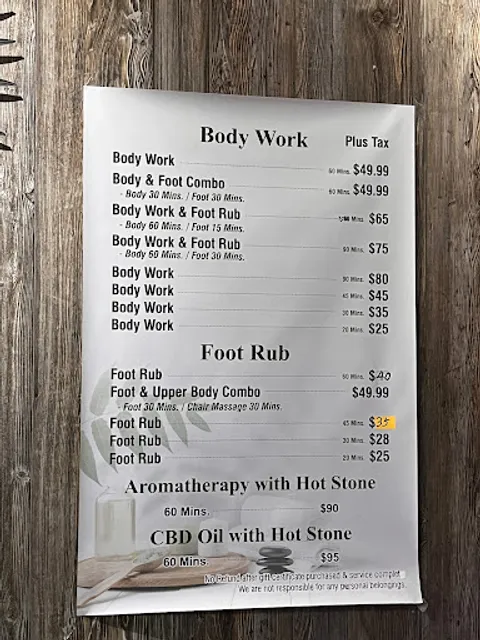 Body Work Plus Tax
Body Work 60 Mins. $49.99
Body & Foot Combo 60 Mins. $49.99
- Body 30 Mins. / Foot 30 Mins.
Body Work & Foot Rub Mins. $65
- Body 60 Mins. / Foot 15 Mins.
Body Work & Foot Rub 90 Mins. $75
- Body 60 Mins. / Foot 30 Mins.
Body Work 90 Mins. $80
Body Work 45 Mins. $45
Body Work 30 Mins. $35
Body Work 20 Mins. $25
Foot Rub
Foot Rub 60 Mins. $40
Foot & Upper Body Combo $49.99
- Foot 30 Mins. / Chair Massage 30 Mins.
Foot Rub 45 Mins. $35
Foot Rub 30 Mins. $28
Foot Rub 20 Mins. $25
Aromatherapy with Hot Stone
60 Mins. $90
CBD Oil with Hot Stone
60 Mins. $95
No Refund after gift certificate purchased & service complet
We are not responsible for any personal belongings.